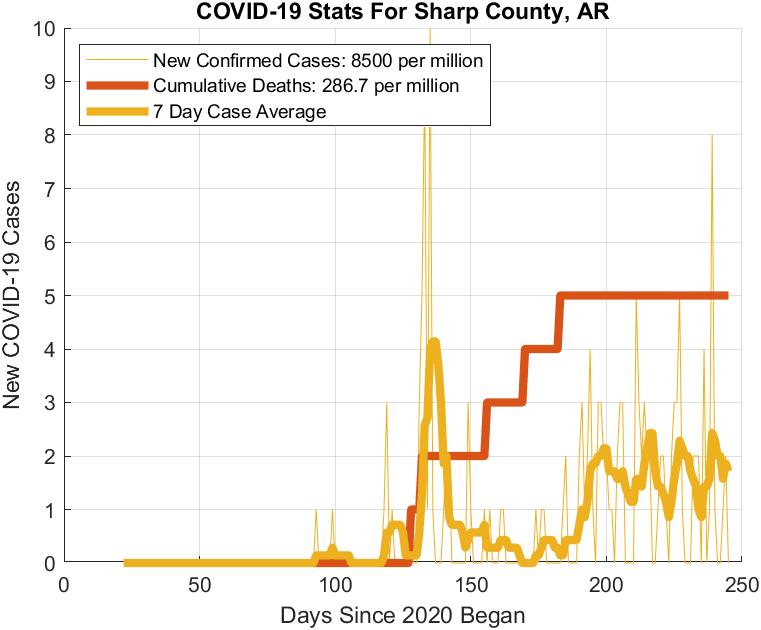 COVID-19 Stats For Sharp County, AR
10
9
8
7
6
5
4
3
2
1
0
New Confirmed Cases: 8500 per million
Cumulative Deaths: 286.7 per million
7 Day Case Average
New COVID-19 Cases
0 50 100 150 200 250
Days Since 2020 Began